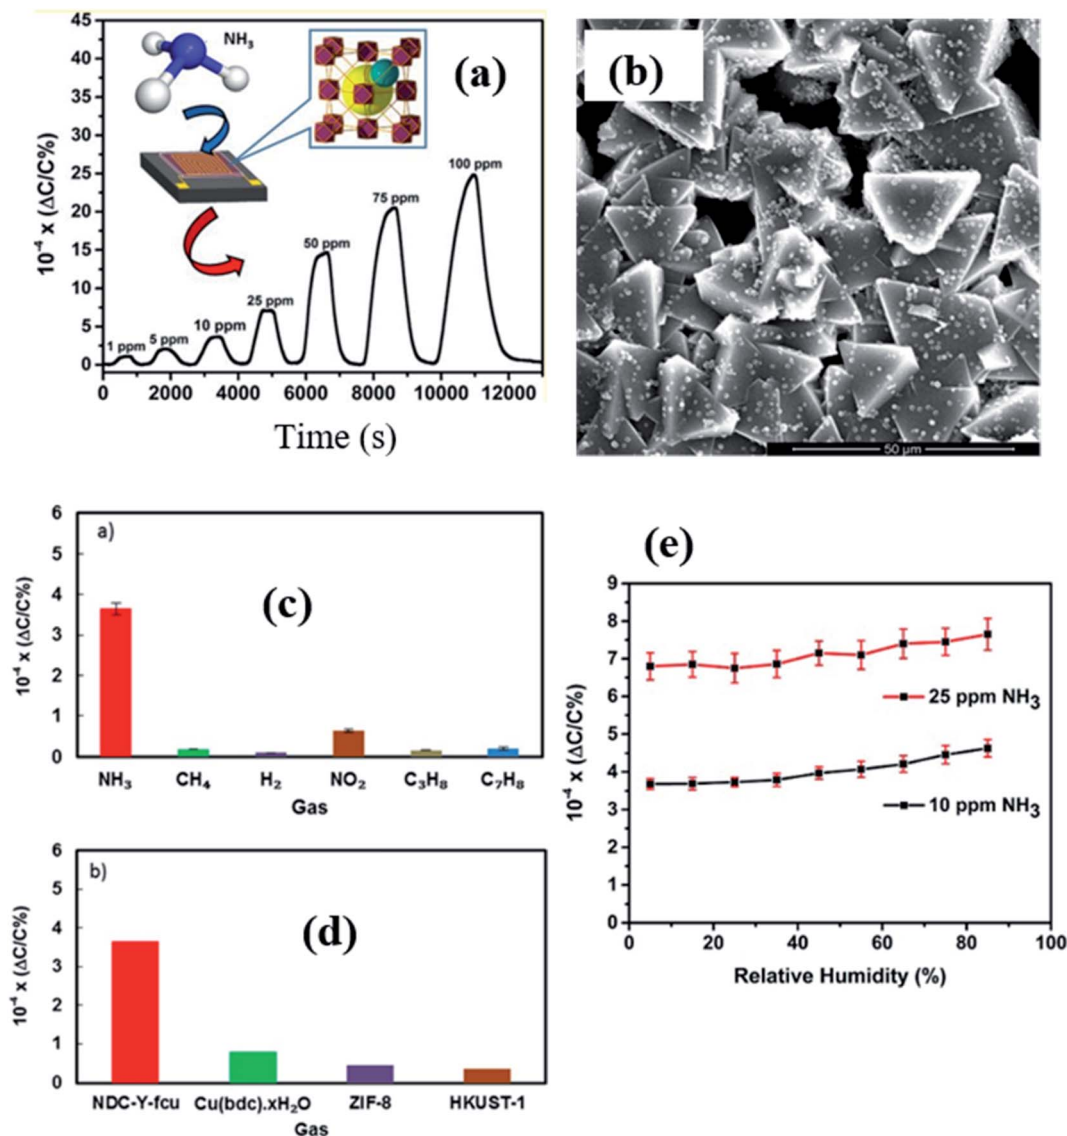 45
40
35
30
25
20
15
10
5
0
10⁻⁴ x (ΔC/C%)
NH₃
(a)
1 ppm
5 ppm
10 ppm
25 ppm
50 ppm
75 ppm
100 ppm
0 2000 4000 6000 8000 10000 12000
Time (s)
(b)
50 µm
a)
(c)
6
5
4
3
2
1
0
10⁻⁴ x (ΔC/C%)
NH₃ CH₄ H₂ NO₂ C₃H₈ C₇H₈
Gas
b)
(d)
6
5
4
3
2
1
0
10⁻⁴ x (ΔC/C%)
NDC-Y-fcu Cu(bdc).xH₂O ZIF-8 HKUST-1
Gas
(e)
9
8
7
6
5
4
3
2
1
0
10⁻⁴ x (ΔC/C%)
25 ppm NH₃
10 ppm NH₃
0 20 40 60 80 100
Relative Humidity (%)